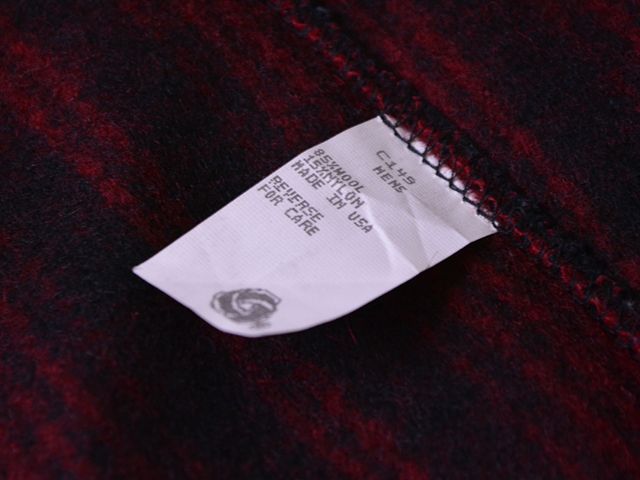 C149
MENS
85%WOOL
15%NYLON
MADE IN USA
REVERSE
FOR CARE